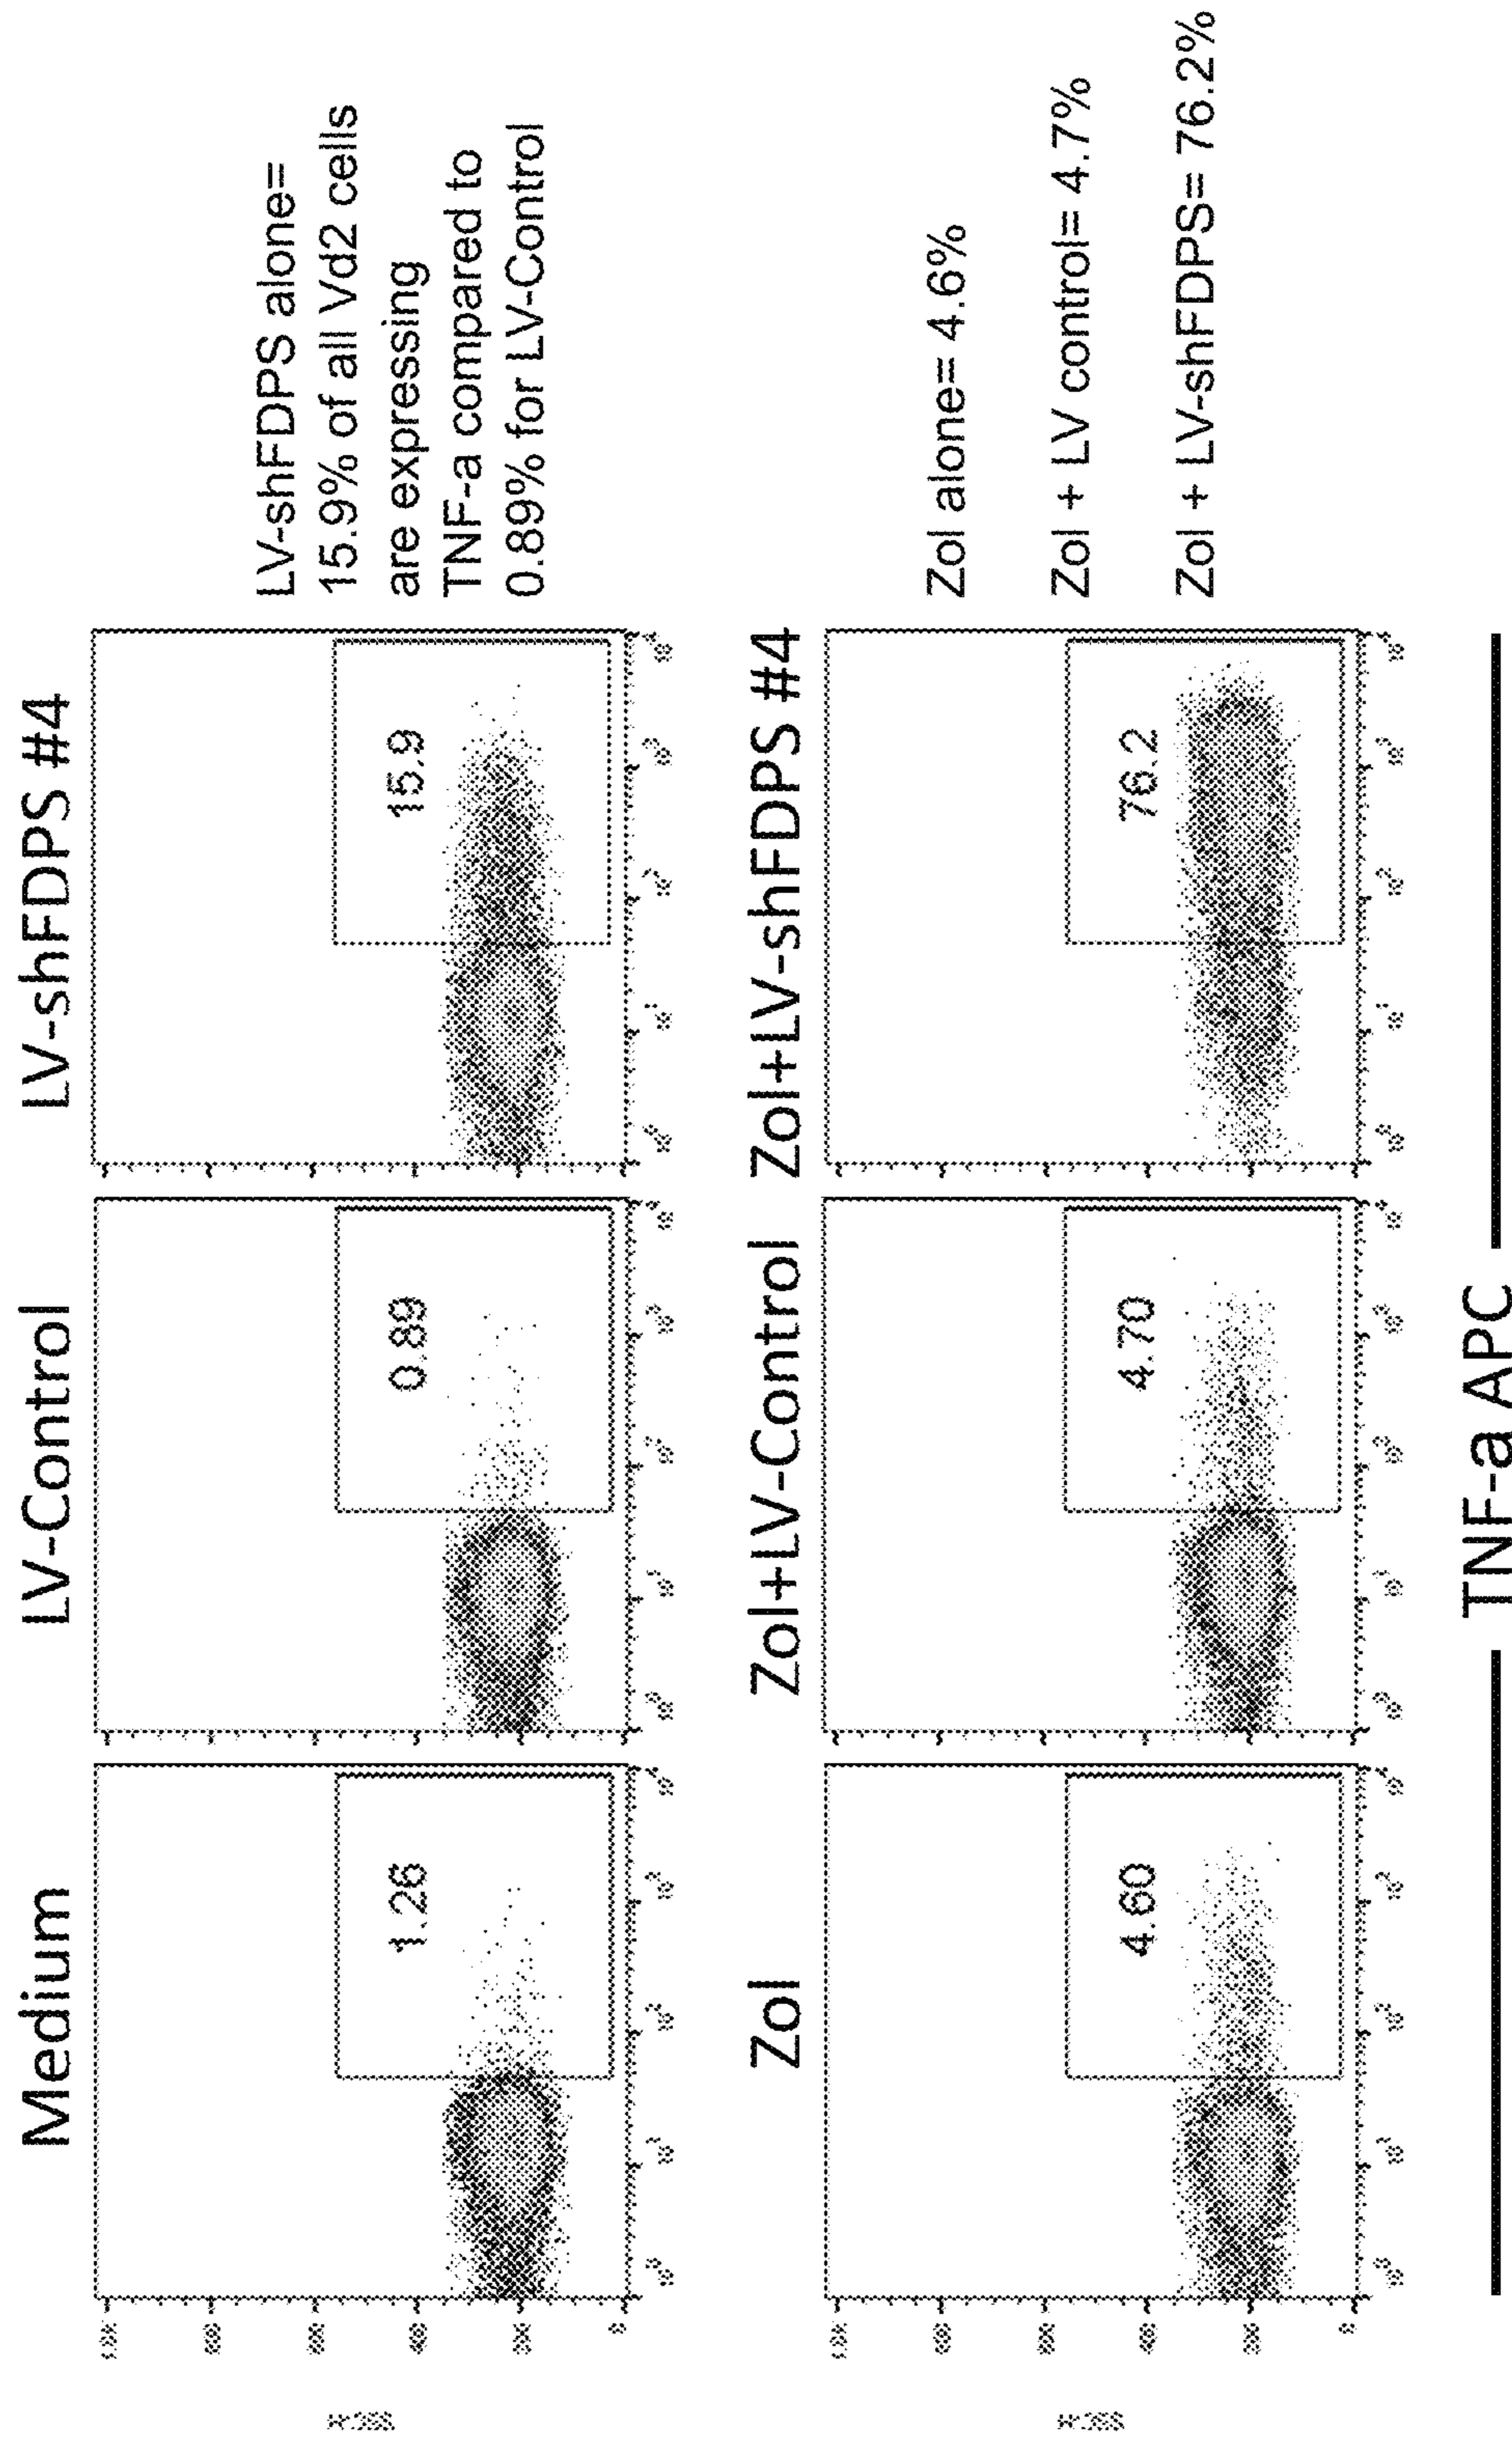 Medium
LV-Control
LV-shFDPS #4
1.26
0.89
15.9
LV-shFDPS alone=
15.9% of all Vd2 cells
are expressing
TNF-a compared to
0.89% for LV-Control
Zol
Zol+LV-Control
Zol+LV-shFDPS #4
4.60
4.70
76.2
Zol alone= 4.6%
Zol + LV control= 4.7%
Zol + LV-shFDPS= 76.2%
TNF-a APC